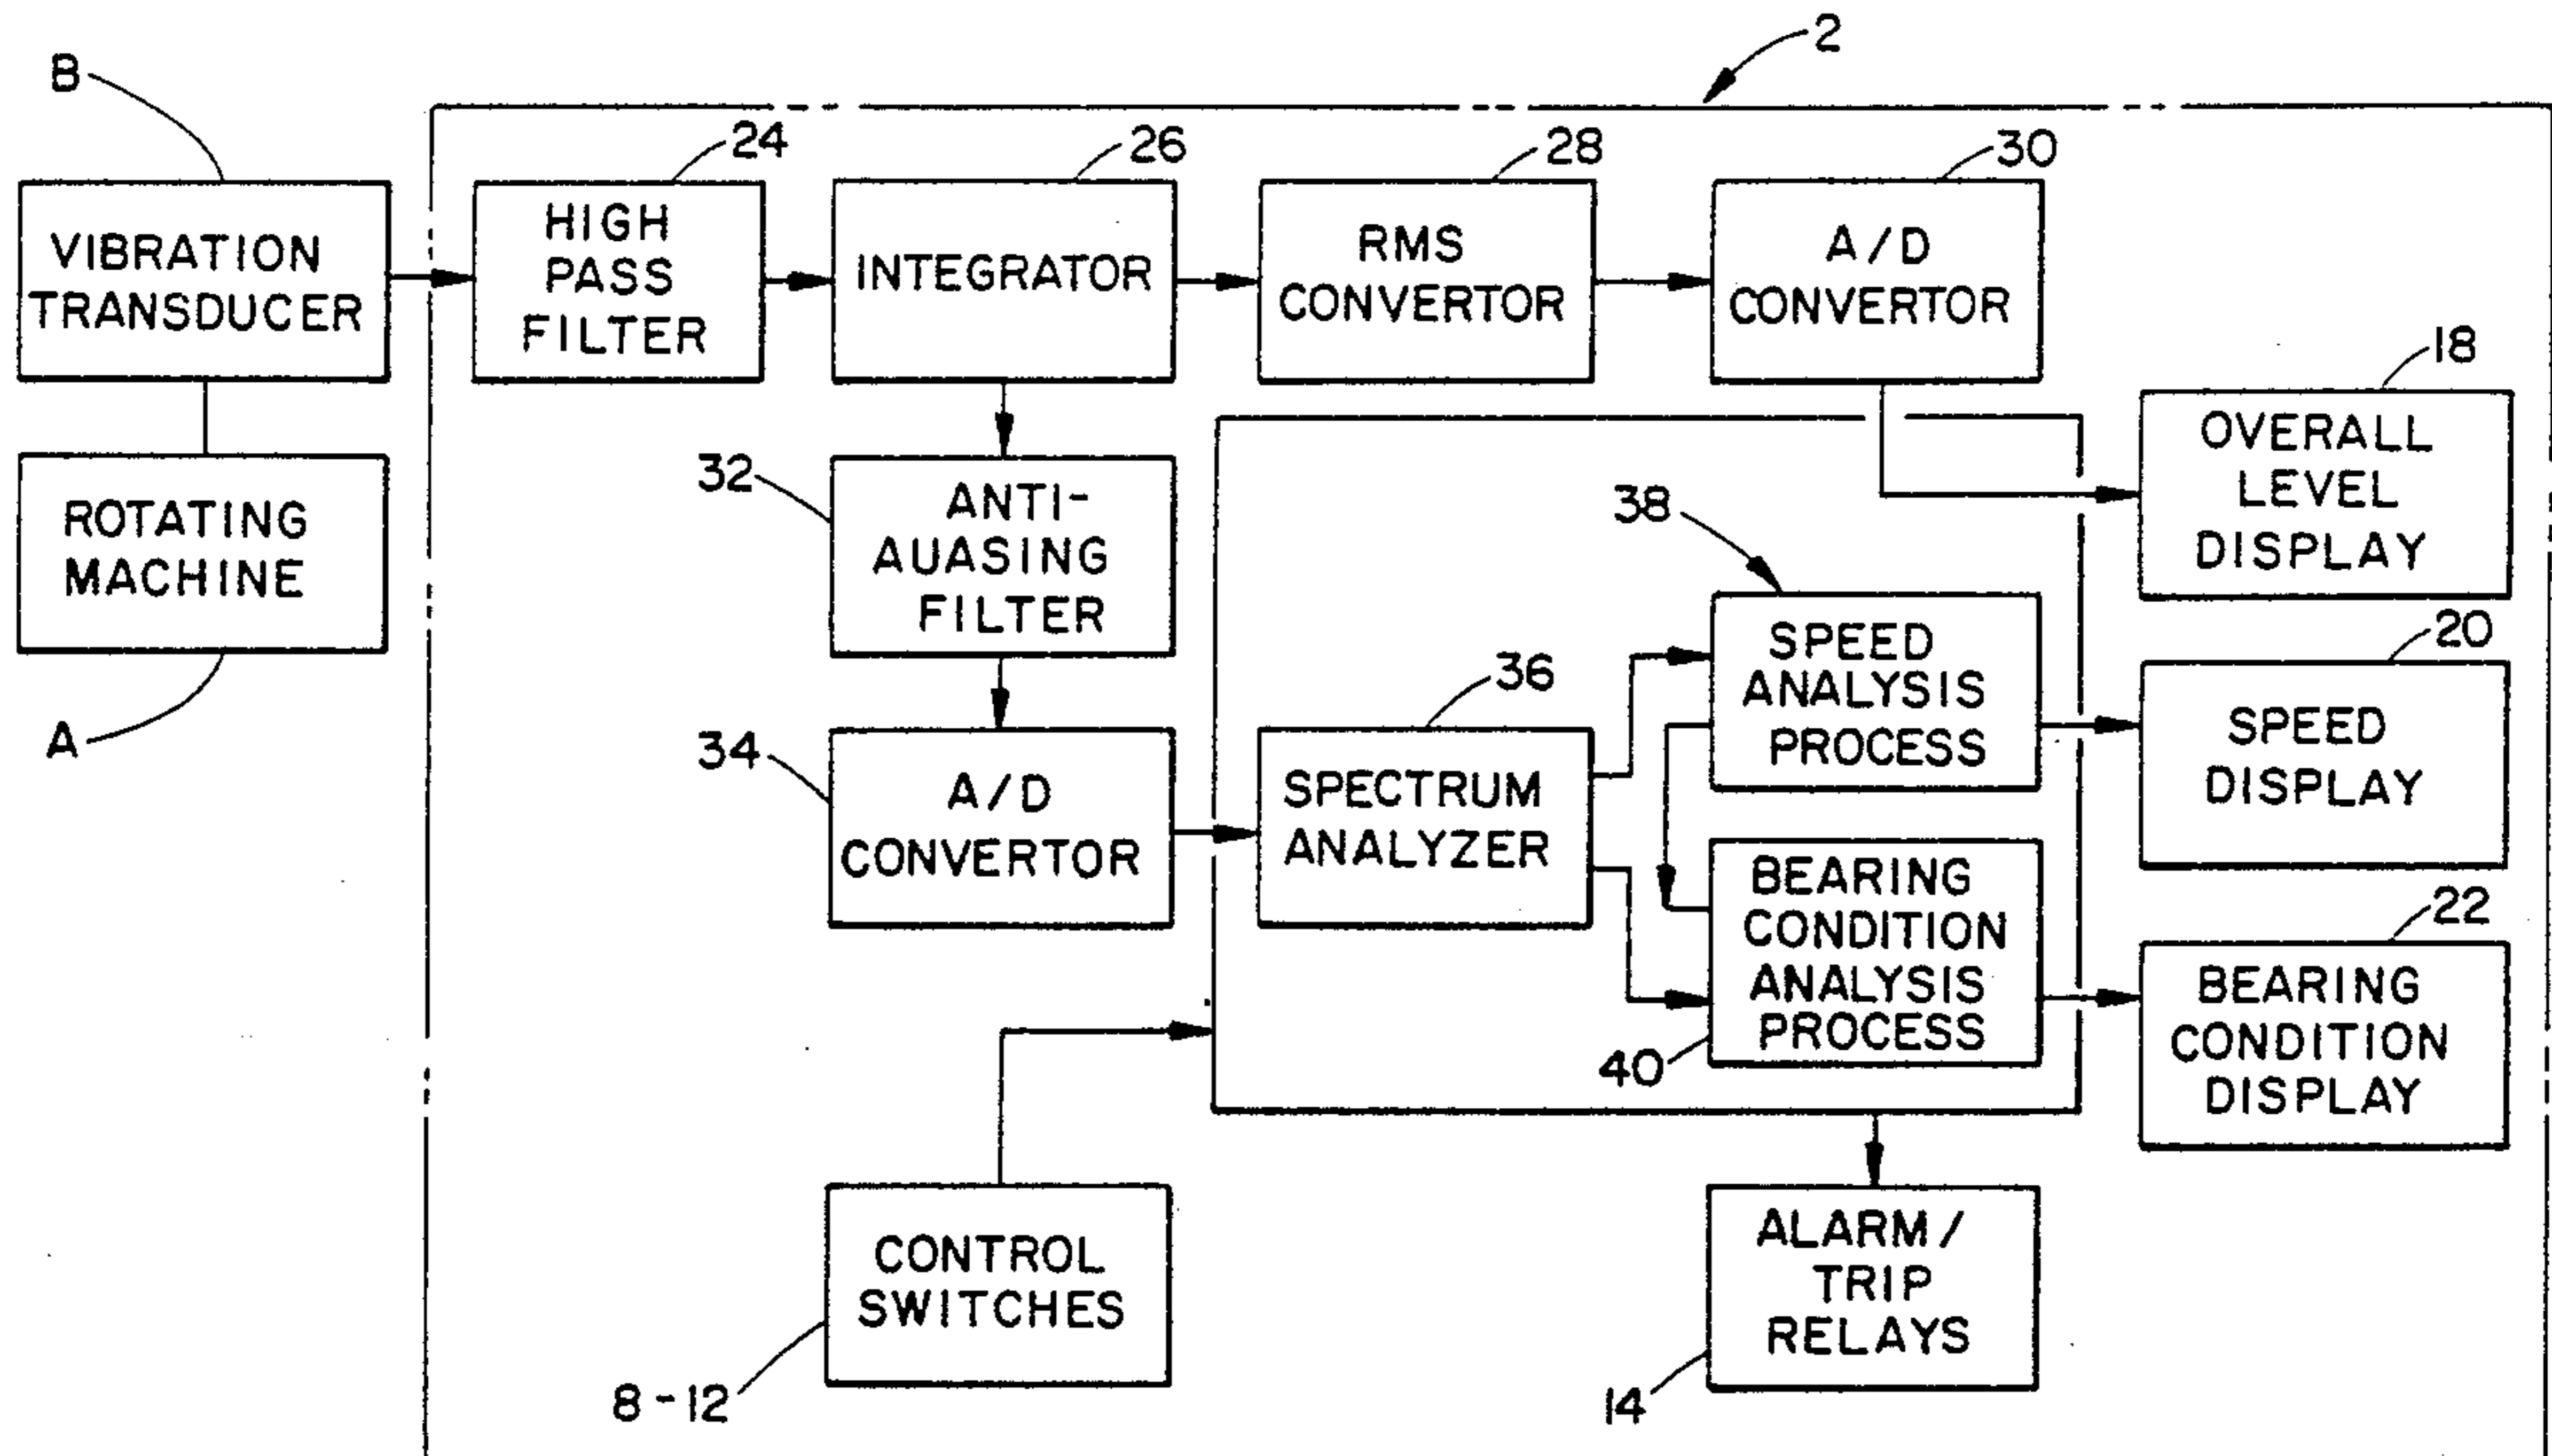 2
B
24
26
28
30
VIBRATION
TRANSDUCER
HIGH
PASS
FILTER
INTEGRATOR
RMS
CONVERTOR
A/D
CONVERTOR
18
OVERALL
LEVEL
DISPLAY
ROTATING
MACHINE
A
32
ANTI-
AUASING
FILTER
38
SPEED
ANALYSIS
PROCESS
20
SPEED
DISPLAY
34
A/D
CONVERTOR
36
SPECTRUM
ANALYZER
BEARING
CONDITION
ANALYSIS
PROCESS
40
22
BEARING
CONDITION
DISPLAY
CONTROL
SWITCHES
8-12
ALARM/
TRIP
RELAYS
14